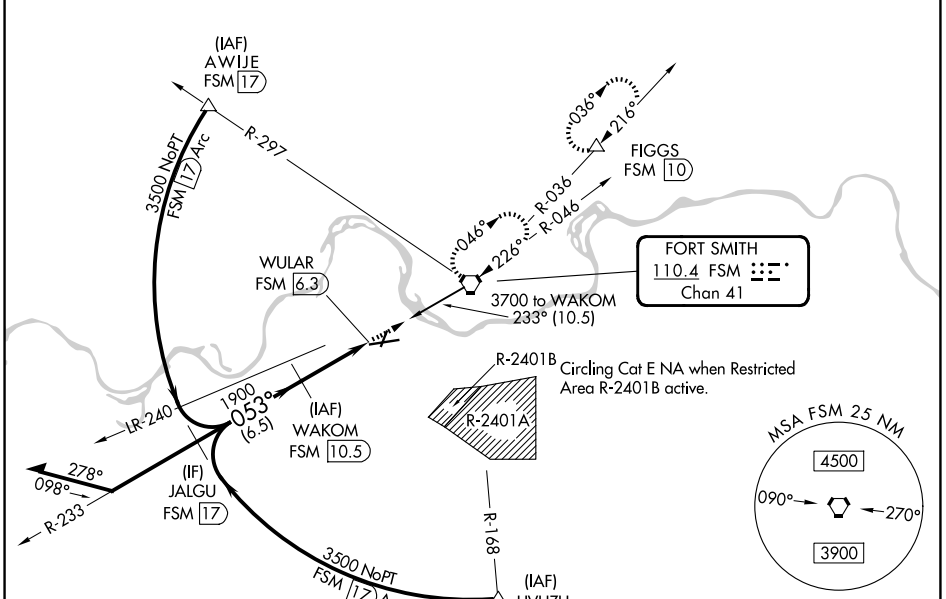 (IAF)
AWIJE
FSM 17
R-297
3500 NoPT
FSM 17 Arc
036°
216°
FIGGS
FSM 10
R-036
R-046
046°
226°
FORT SMITH
110.4 FSM
Chan 41
WULAR
FSM 6.3
3700 to WAKOM
233° (10.5)
R-2401B
Circling Cat E NA when Restricted
Area R-2401B active.
R-2401A
LR-240
1900
053°
(6.5)
(IAF)
WAKOM
FSM 10.5
(IF)
JALGU
FSM 17
278°
098°
R-233
R-168
3500 NoPT
FSM 17
(IAF)
MSA FSM 25 NM
4500
090°
270°
3900